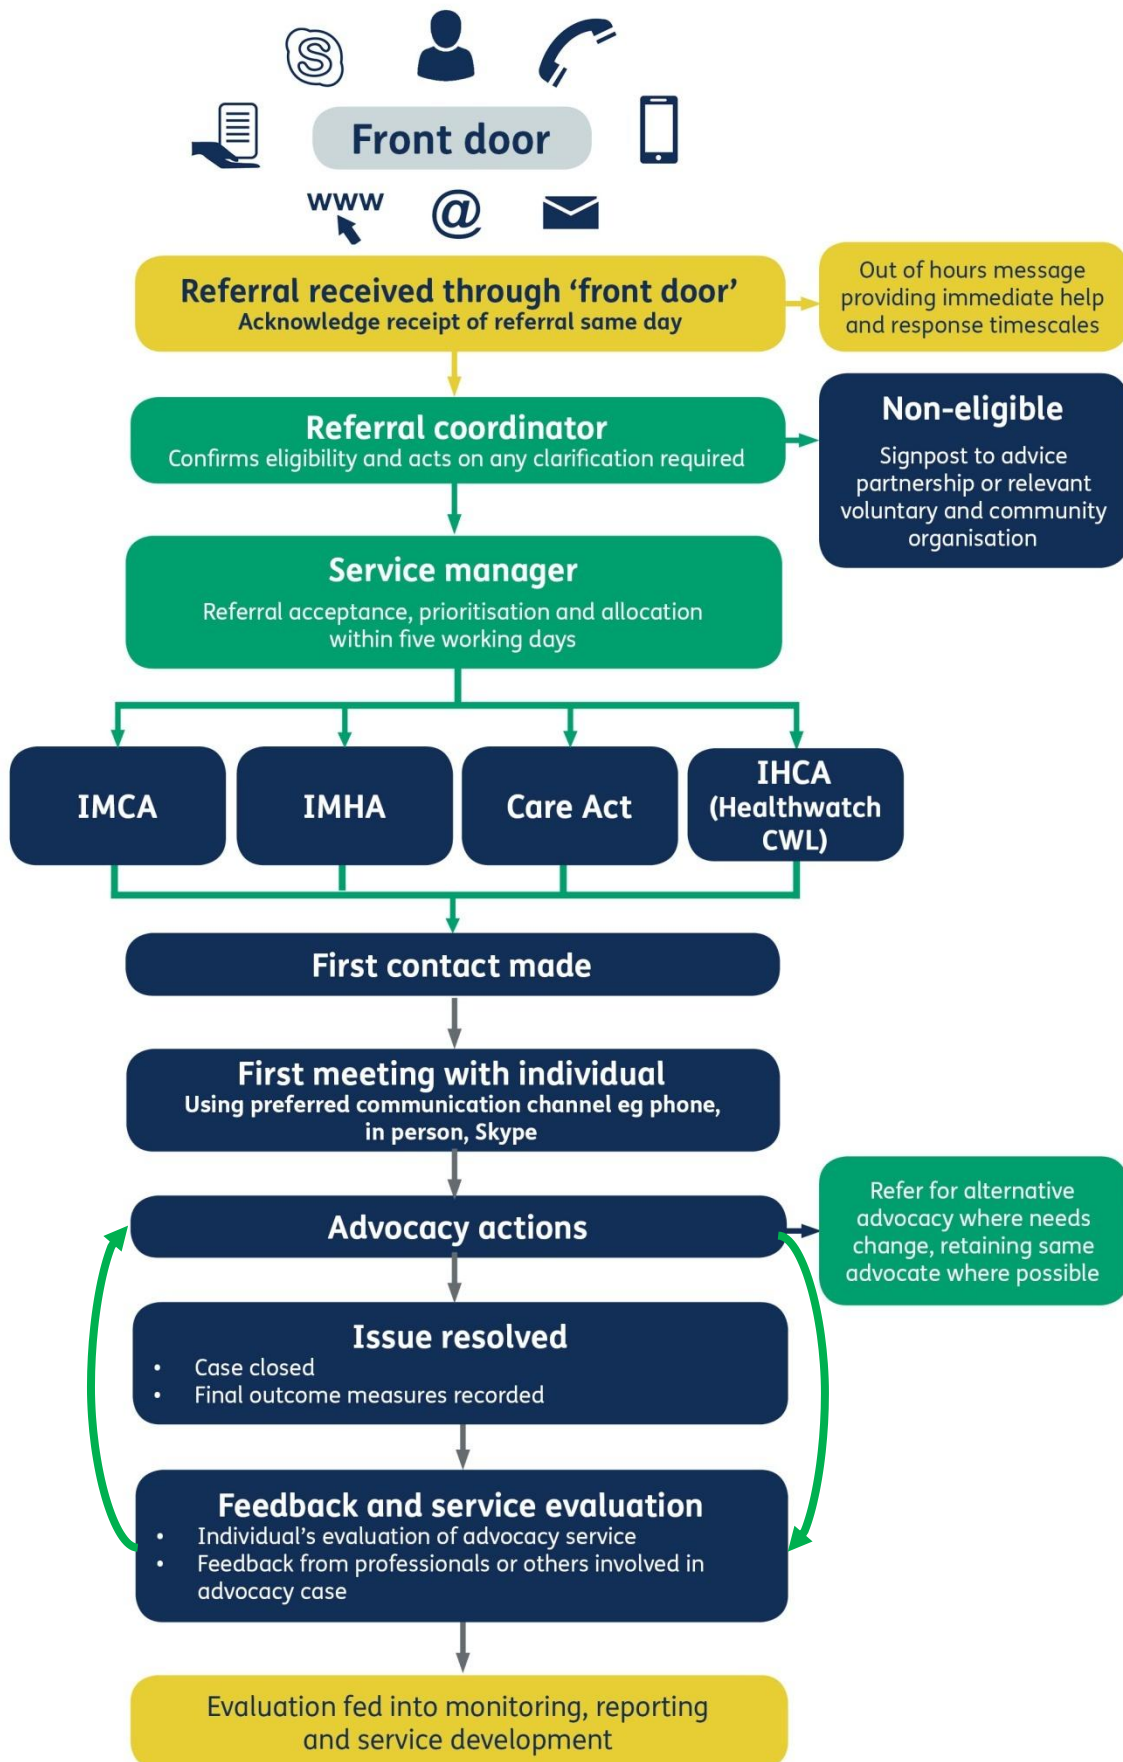 Front door
www
@
Referral received through ‘front door’
Acknowledge receipt of referral same day
Out of hours message
providing immediate help
and response timescales
Referral coordinator
Confirms eligibility and acts on any clarification required
Non-eligible
Signpost to advice
partnership or relevant
voluntary and community
organisation
Service manager
Referral acceptance, prioritisation and allocation
within five working days
IMCA
IMHA
Care Act
IHCA
(Healthwatch
CWL)
First contact made
First meeting with individual
Using preferred communication channel eg phone,
in person, Skype
Advocacy actions
Refer for alternative
advocacy where needs
change, retaining same
advocate where possible
Issue resolved
• Case closed
• Final outcome measures recorded
Feedback and service evaluation
• Individual’s evaluation of advocacy service
• Feedback from professionals or others involved in
advocacy case
Evaluation fed into monitoring, reporting
and service development